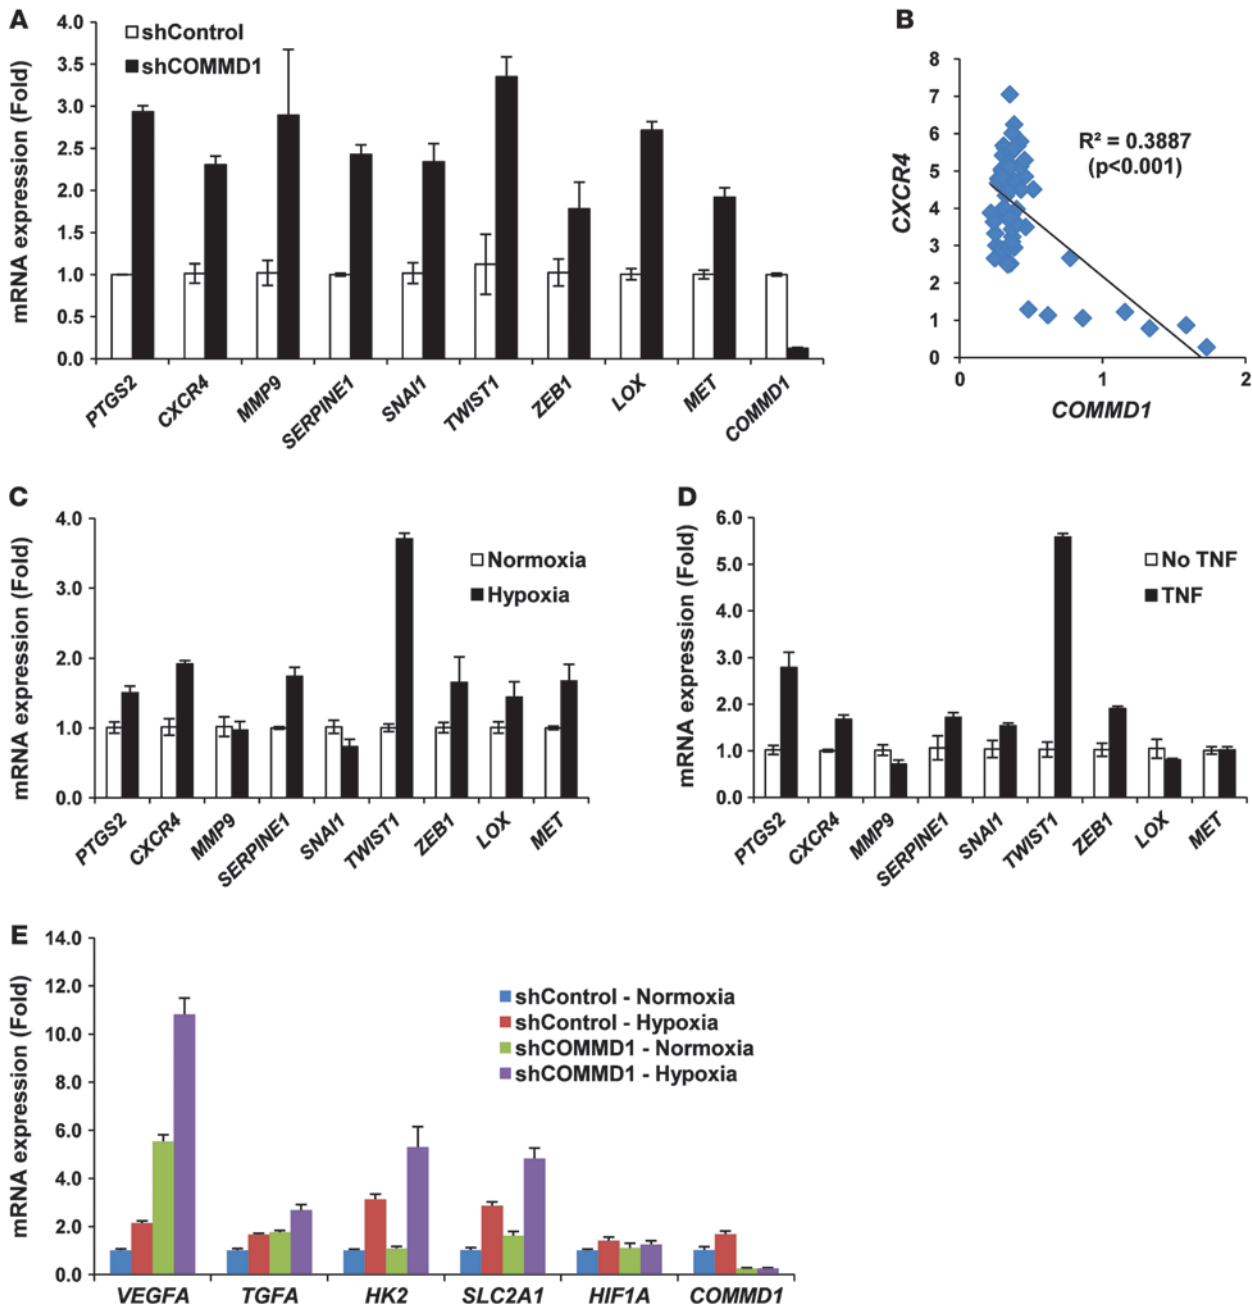 A
mRNA expression (Fold)
4.0
3.5
3.0
2.5
2.0
1.5
1.0
0.5
0.0
shControl
shCOMMD1
PTGS2
CXCR4
MMP9
SERPINE1
SNAI1
TWIST1
ZEB1
LOX
MET
COMMD1
B
CXCR4
8
7
6
5
4
3
2
1
0
R² = 0.3887
(p<0.001)
0
1
2
COMMD1
C
mRNA expression (Fold)
4.0
3.0
2.0
1.0
0.0
Normoxia
Hypoxia
PTGS2
CXCR4
MMP9
SERPINE1
SNAI1
TWIST1
ZEB1
LOX
MET
D
mRNA expression (Fold)
6.0
5.0
4.0
3.0
2.0
1.0
0.0
No TNF
TNF
PTGS2
CXCR4
MMP9
SERPINE1
SNAI1
TWIST1
ZEB1
LOX
MET
E
mRNA expression (Fold)
14.0
12.0
10.0
8.0
6.0
4.0
2.0
0.0
shControl - Normoxia
shControl - Hypoxia
shCOMMD1 - Normoxia
shCOMMD1 - Hypoxia
VEGFA
TGFA
HK2
SLC2A1
HIF1A
COMMD1